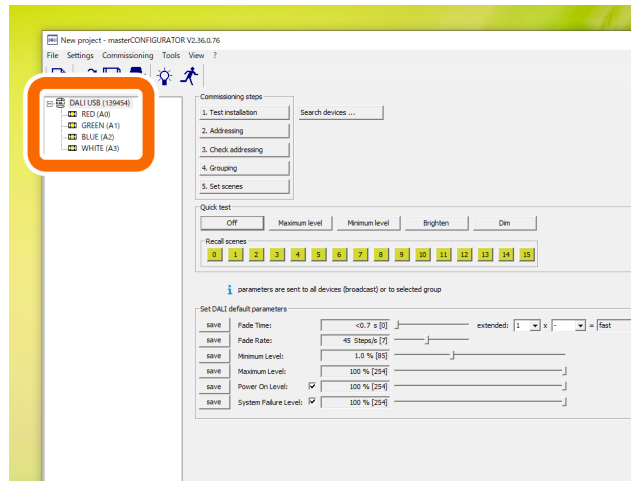 New project - masterCONFIGURATOR V2.36.0.76
File Settings Commissioning Tools View ?
DALI USB (139454)
RED (A0)
GREEN (A1)
BLUE (A2)
WHITE (A3)
Commissioning steps
1. Test installation
Search devices ...
2. Addressing
3. Check addressing
4. Grouping
5. Set scenes
Quick test
Off Maximum level Minimum level Brighten Dim
Recall scenes
0 1 2 3 4 5 6 7 8 9 10 11 12 13 14 15
parameters are sent to all devices (broadcast) or to selected group
Set DALI default parameters
save Fade Time: <0.7 s [0] extended: 1 x - = fast
save Fade Rate: 45 Steps/s [7]
save Minimum Level: 1.0 % [85]
save Maximum Level: 100 % [254]
save Power On Level: 100 % [254]
save System Failure Level: 100 % [254]